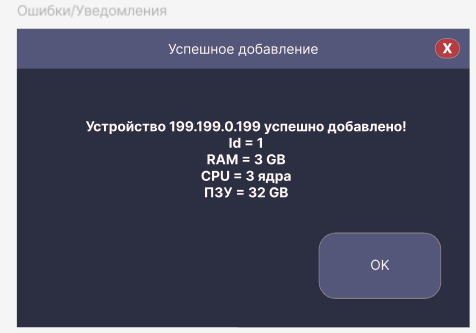 Ошибки/Уведомления
Успешное добавление
X
Устройство 199.199.0.199 успешно добавлено!
Id = 1
RAM = 3 GB
CPU = 3 ядра
ПЗУ = 32 GB
OK